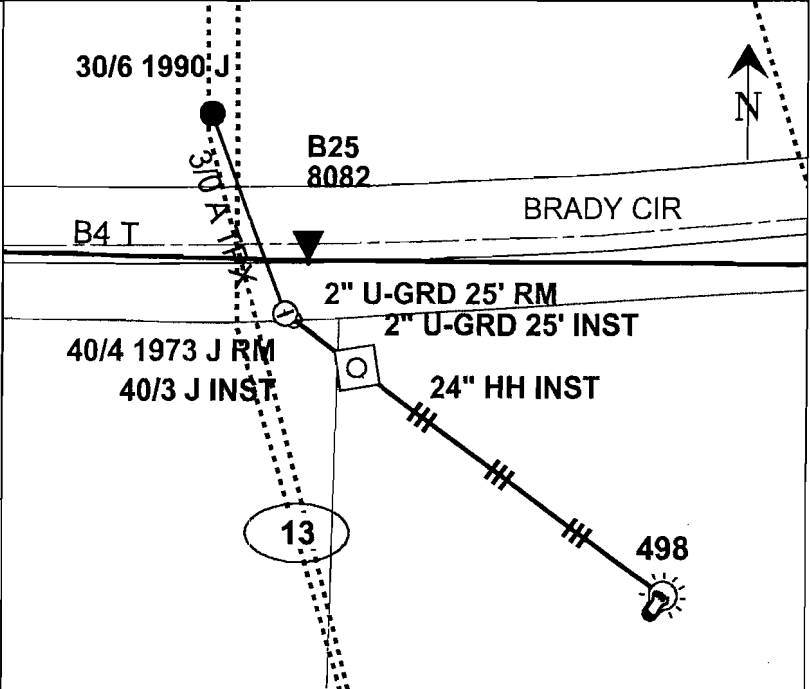 30/6 1990 J
N
B25
8082
3/0 A TPX
BRADY CIR
B4 T
2" U-GRD 25' RM
2" U-GRD 25' INST
40/4 1973 J RM
40/3 J INST
24" HH INST
13
498